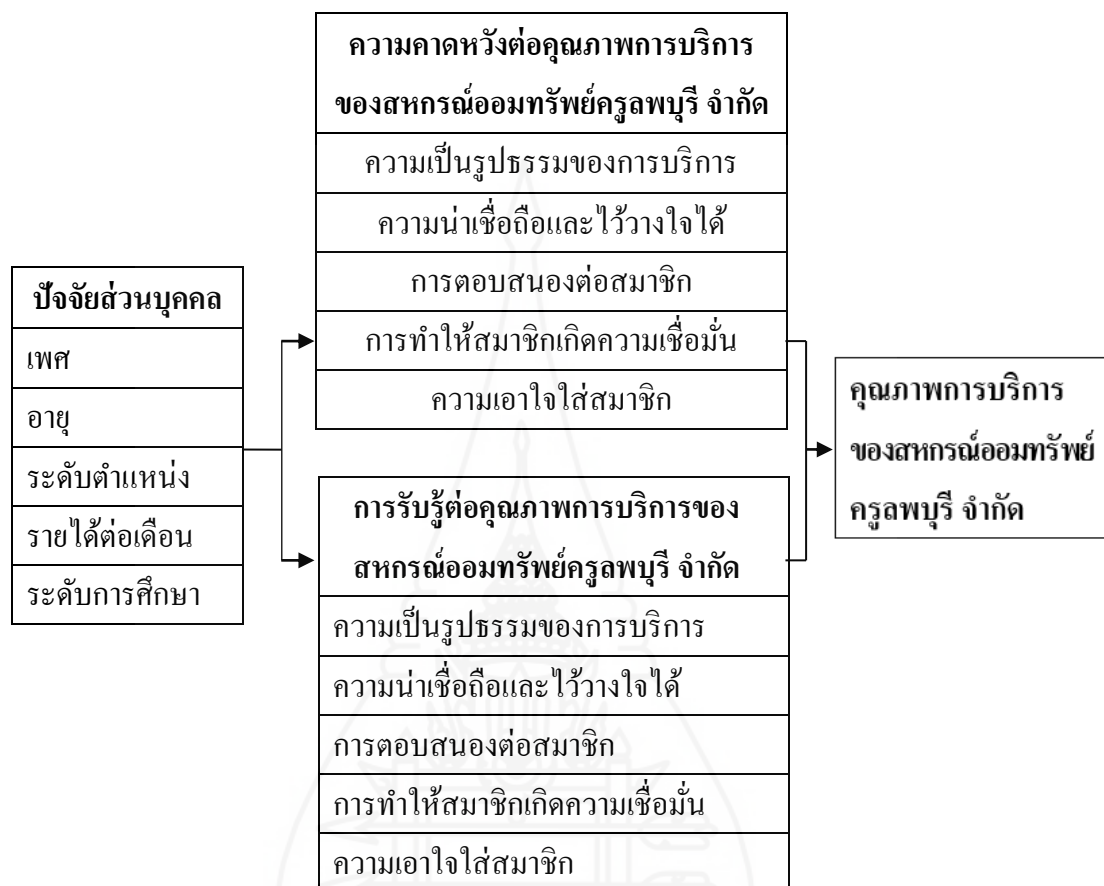 ปัจจัยส่วนบุคคล
เพศ
อายุ
ระดับตำแหน่ง
รายได้ต่อเดือน
ระดับการศึกษา
ความคาดหวังต่อคุณภาพการบริการ
ของสหกรณ์ออมทรัพย์ครูลพบุรี จำกัด
ความเป็นรูปธรรมของการบริการ
ความน่าเชื่อถือและไว้วางใจได้
การตอบสนองต่อสมาชิก
การทำให้สมาชิกเกิดความเชื่อมั่น
ความเอาใจใส่สมาชิก
การรับรู้ต่อคุณภาพการบริการของ
สหกรณ์ออมทรัพย์ครูลพบุรี จำกัด
ความเป็นรูปธรรมของการบริการ
ความน่าเชื่อถือและไว้วางใจได้
การตอบสนองต่อสมาชิก
การทำให้สมาชิกเกิดความเชื่อมั่น
ความเอาใจใส่สมาชิก
คุณภาพการบริการ
ของสหกรณ์ออมทรัพย์
ครูลพบุรี จำกัด